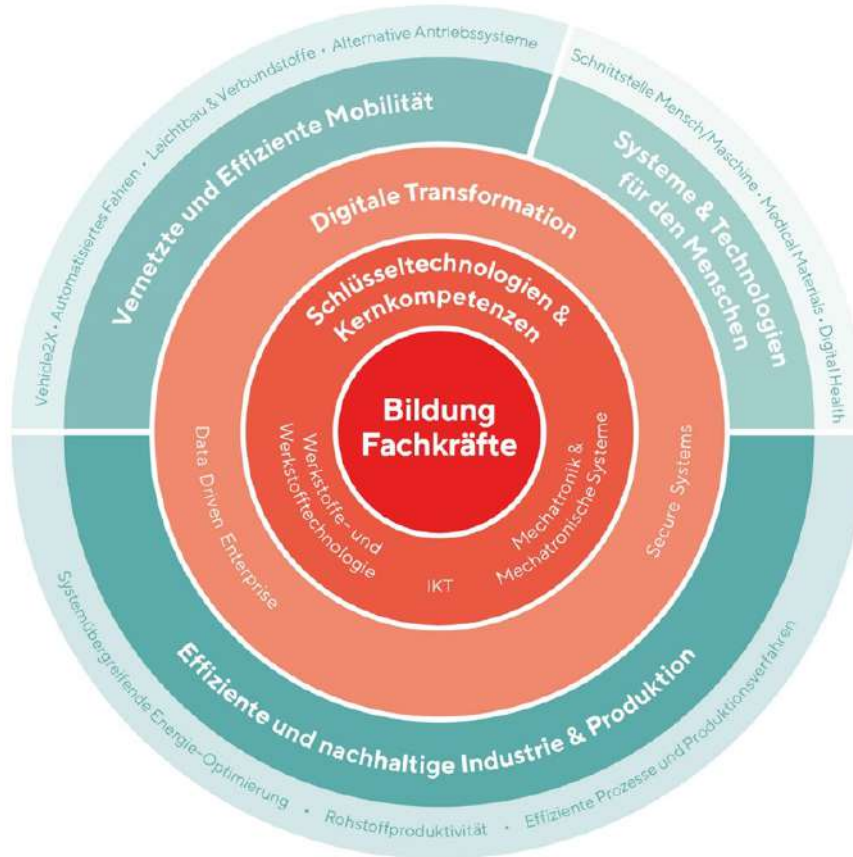 Vehicle2X • Automatisiertes Fahren • Leichtbau & Verbundstoffe • Alternative Antriebssysteme
Vernetzte und Effiziente Mobilität
Schnittstelle Mensch/Maschine • Medical Materials • Digital Health
Systeme & Technologien
für den Menschen
Digitale Transformation
Schlüsseltechnologien &
Kernkompetenzen
Bildung
Fachkräfte
Werkstoffe- und
Werkstofftechnologie
IKT
Mechatronik &
Mechatronische Systeme
Data Driven Enterprise
Secure Systems
Effiziente und nachhaltige Industrie & Produktion
Systemübergreifende Energie-Optimierung • Rohstoffproduktivität • Effiziente Prozesse und Produktionsverfahren